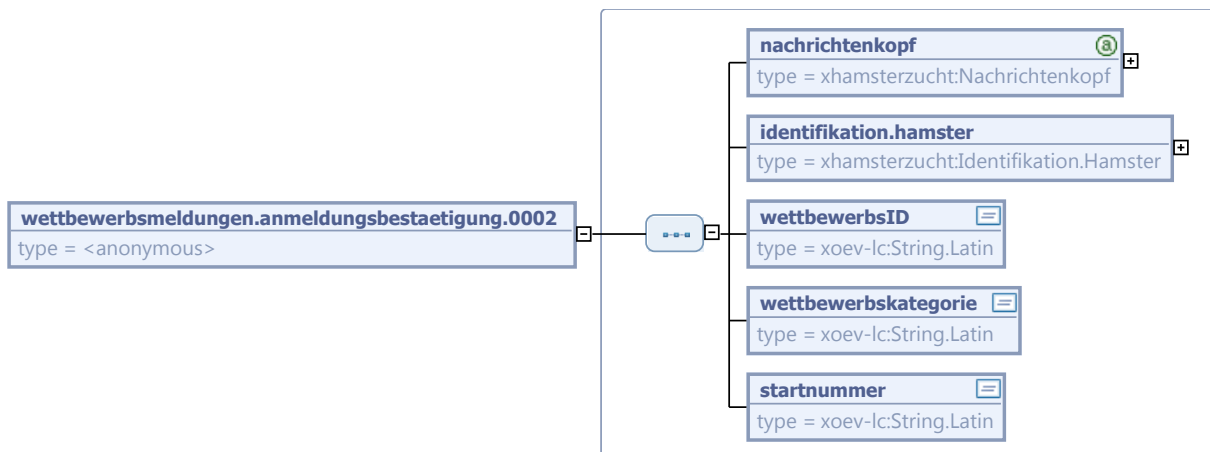 nachrichtenkopf
type = xhamsterzucht:Nachrichtenkopf
identifikation.hamster
type = xhamsterzucht:Identifikation.Hamster
wettbewerbsmeldungen.anmeldungsbestaetigung.0002
type = <anonymous>
wettbewerbsID
type = xoev-lc:String.Latin
wettbewerbskategorie
type = xoev-lc:String.Latin
startnummer
type = xoev-lc:String.Latin